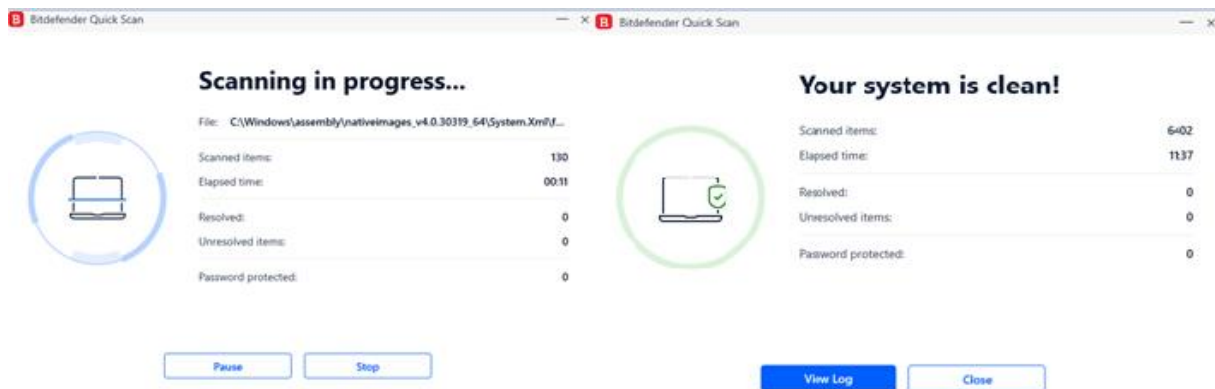 Bitdefender Quick Scan
Scanning in progress...
File: C:\Windows\assembly\nativeimages_v4.0.30319_64\System.Xml\f...
Scanned items: 130
Elapsed time: 00:11
Resolved: 0
Unresolved items: 0
Password protected: 0
Pause Stop
Bitdefender Quick Scan
Your system is clean!
Scanned items: 6402
Elapsed time: 11:37
Resolved: 0
Unresolved items: 0
Password protected: 0
View Log Close